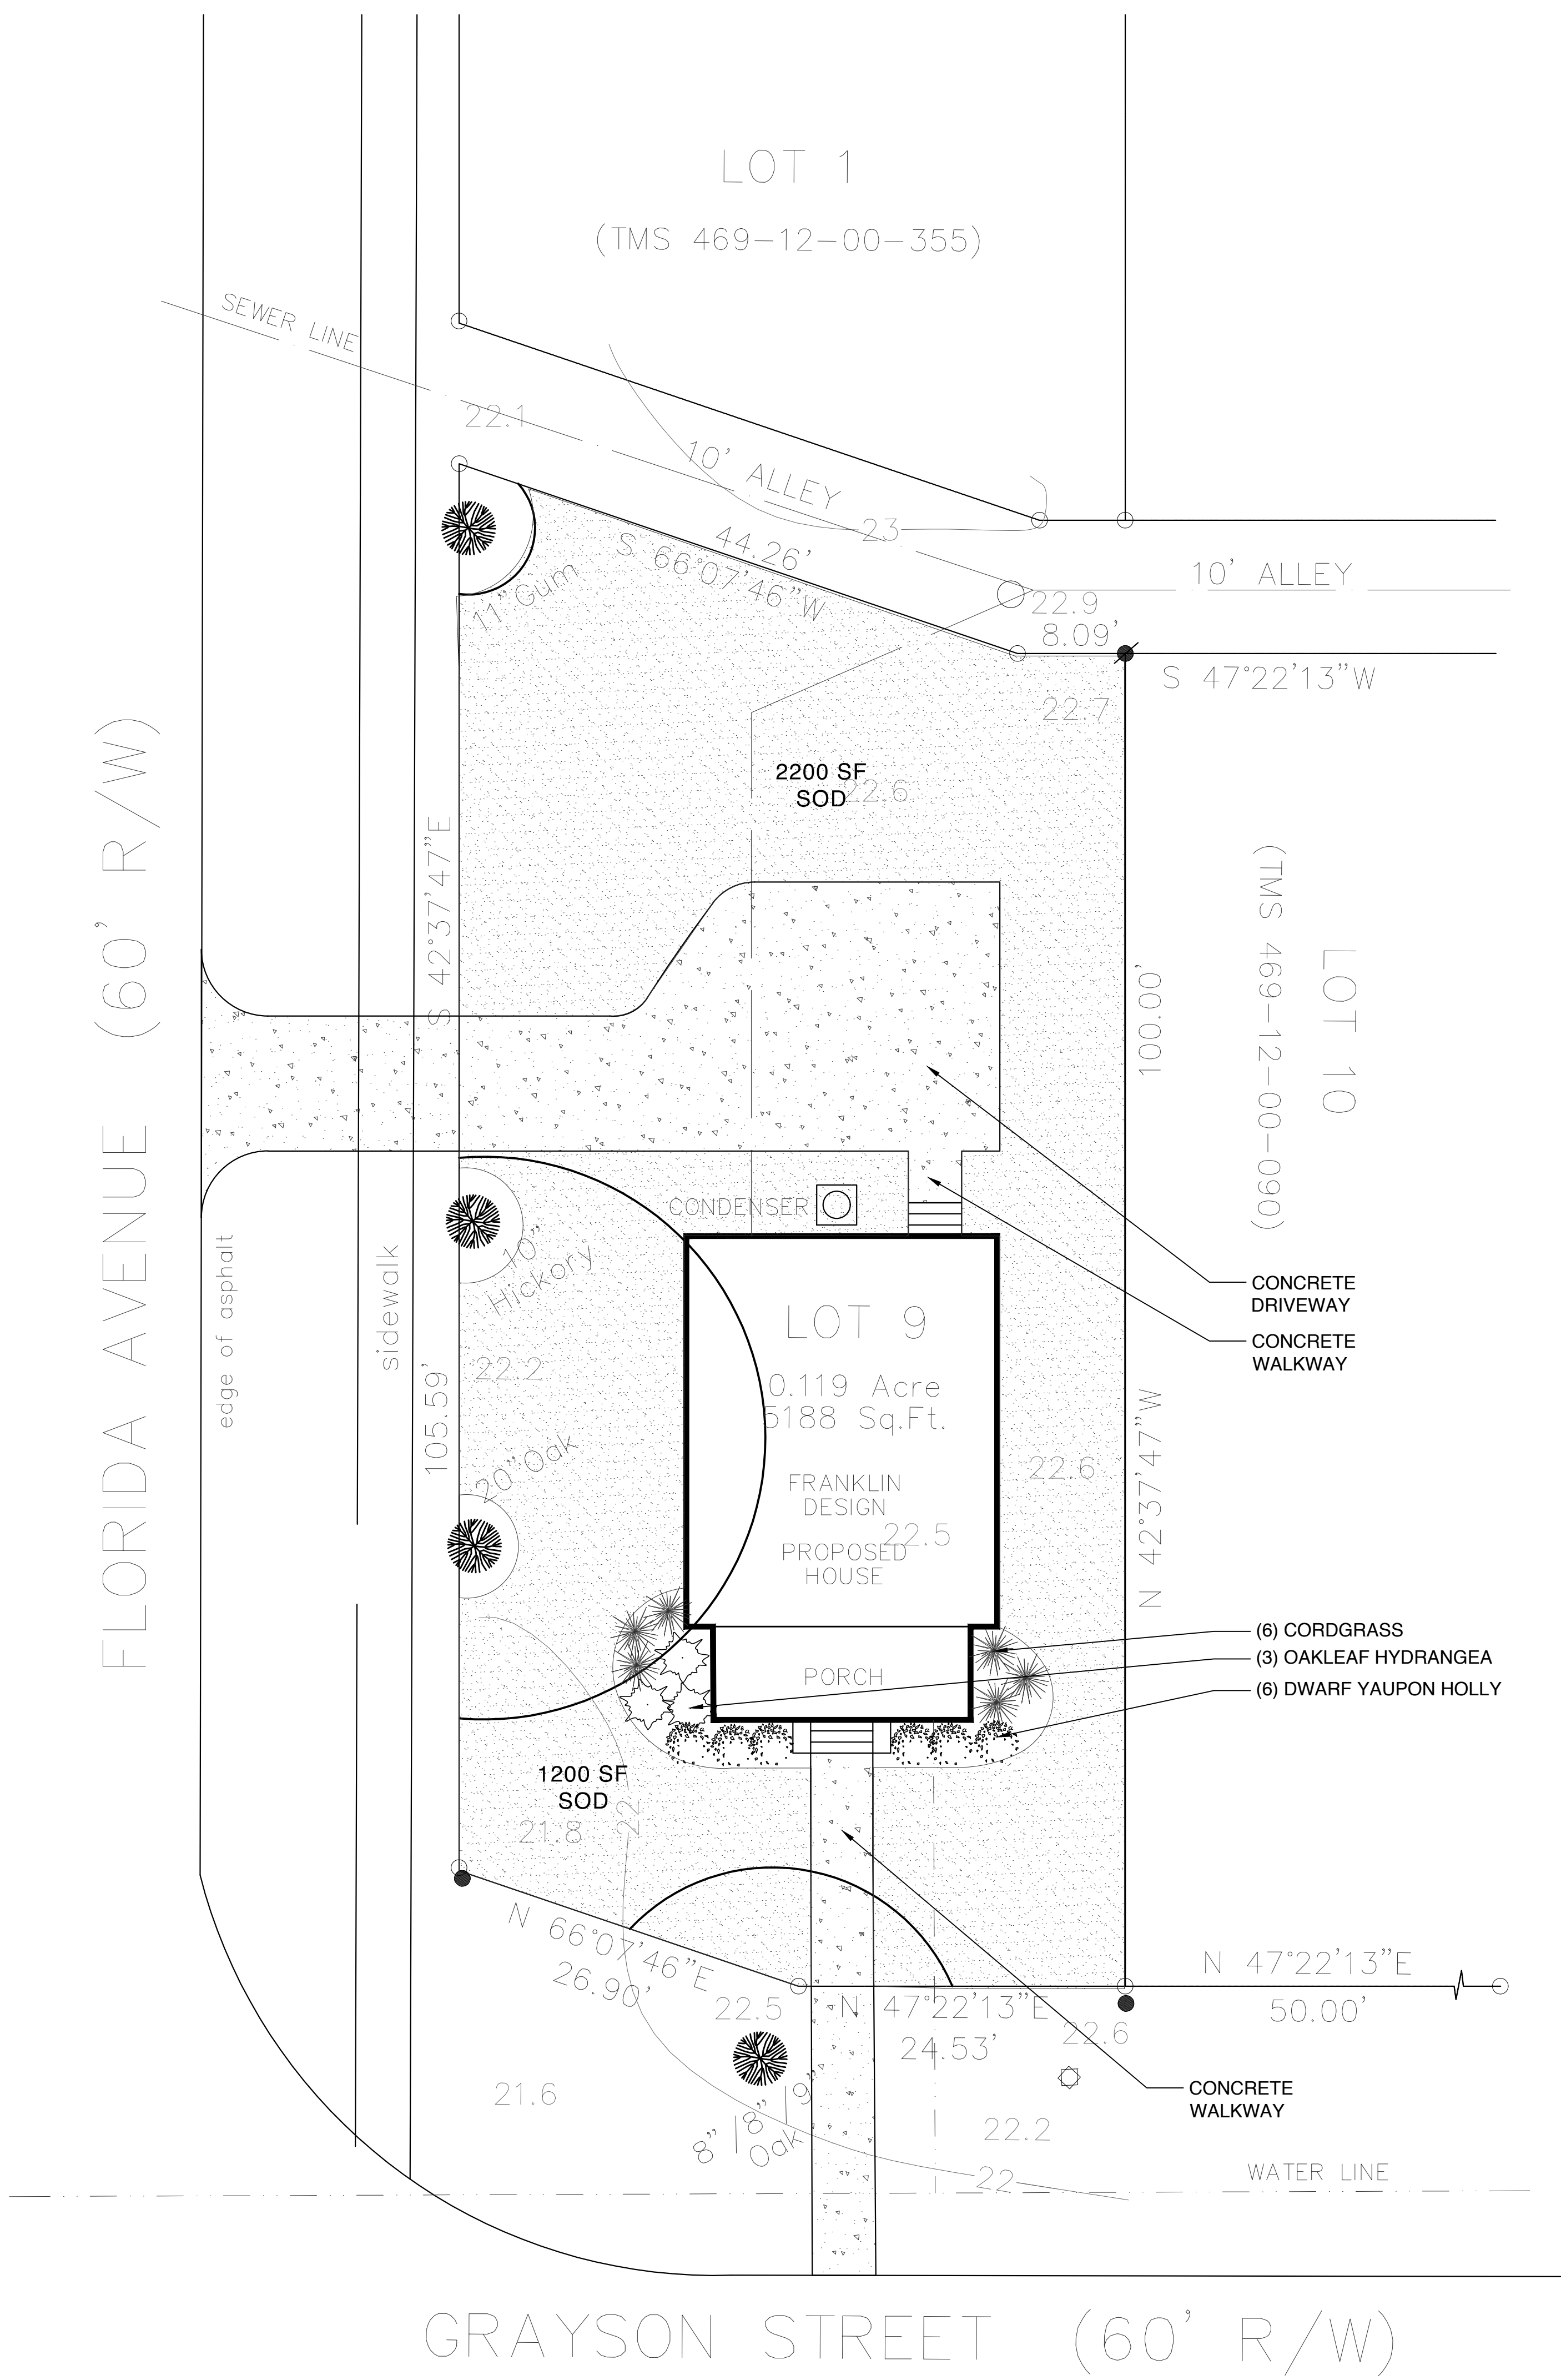 LOT 1
(TMS 469-12-00-355)
SEWER LINE
22.1
10' ALLEY
23
44.26'
S 66°07'46"W
11" Gum
10' ALLEY
22.9
8.09'
S 47°22'13"W
22.7
2200 SF
SOD
22.6
FLORIDA AVENUE (60' R/W)
S 42°37'47"E
105.59'
100.00'
N 42°37'47"W
LOT 10
(TMS 469-12-00-090)
edge of asphalt
sidewalk
CONDENSER
10"
Hickory
22.2
20" Oak
LOT 9
0.119 Acre
5188 Sq.Ft.
FRANKLIN
DESIGN
22.5
PROPOSED
HOUSE
22.6
CONCRETE
DRIVEWAY
CONCRETE
WALKWAY
PORCH
(6) CORDGRASS
(3) OAKLEAF HYDRANGEA
(6) DWARF YAUPON HOLLY
1200 SF
SOD
21.8
22
N 66°07'46"E
26.90'
22.5
N 47°22'13"E
24.53'
22.6
N 47°22'13"E
50.00'
21.6
8" /8" /9"
Oak
22.2
22
CONCRETE
WALKWAY
WATER LINE
GRAYSON STREET (60' R/W)